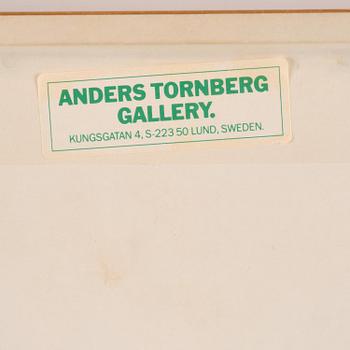 ANDERS TORNBERG
GALLERY.
KUNGSGATAN 4, S-223 50 LUND, SWEDEN.